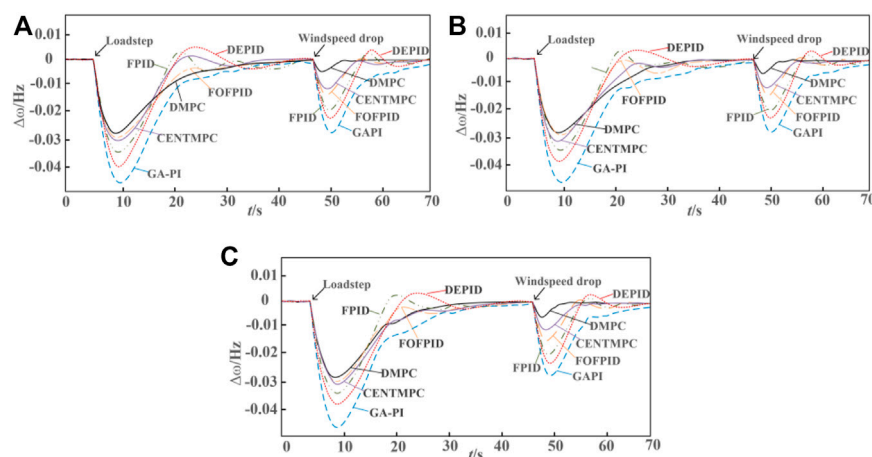 A
0.01
0
-0.01
-0.02
-0.03
-0.04
Δω/Hz
Loadstep
FPID
DEPID
FOFPID
DMPC
CENTMPC
GA-PI
Windspeed drop
DEPID
DMPC
CENTMPC
FPID
FOFPID
GAPI
0 10 20 30 40 50 60 70
t/s
B
0.01
0
-0.01
-0.02
-0.03
-0.04
Δω/Hz
Loadstep
DEPID
FOFPID
DMPC
CENTMPC
GA-PI
Windspeed drop
DEPID
DMPC
CENTMPC
FPID
FOFPID
GAPI
0 10 20 30 40 50 60 70
t/s
C
0.01
0
-0.01
-0.02
-0.03
-0.04
Δω/Hz
Loadstep
FPID
DEPID
FOFPID
DMPC
CENTMPC
GA-PI
Windspeed drop
DEPID
DMPC
CENTMPC
FPID
FOFPID
GAPI
0 10 20 30 40 50 60 70
t/s